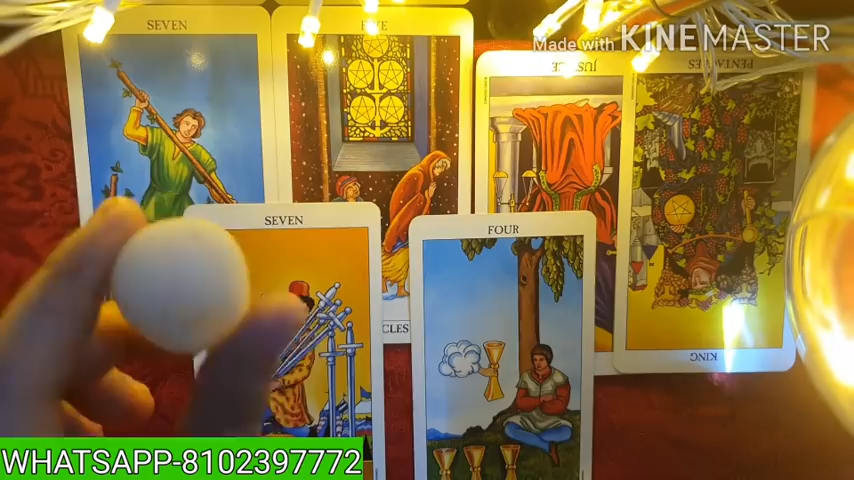 Made with KINEMASTER
SEVEN
FIVE
JUSTICE
PENTACLES
SEVEN
FOUR
CLES
KING
WHATSAPP-8102397772